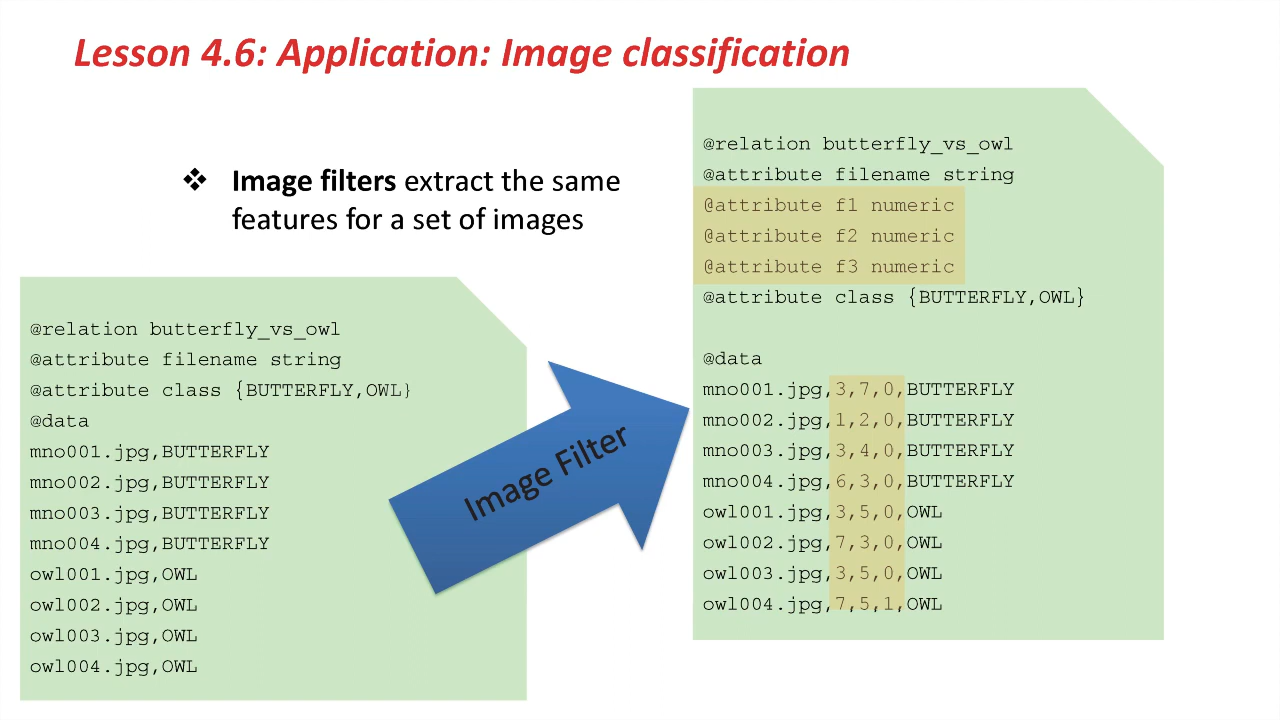 Lesson 4.6: Application: Image classification
❖ Image filters extract the same
features for a set of images
@relation butterfly_vs_owl
@attribute filename string
@attribute class {BUTTERFLY,OWL}
@data
mno001.jpg,BUTTERFLY
mno002.jpg,BUTTERFLY
mno003.jpg,BUTTERFLY
mno004.jpg,BUTTERFLY
owl001.jpg,OWL
owl002.jpg,OWL
owl003.jpg,OWL
owl004.jpg,OWL
Image Filter
@relation butterfly_vs_owl
@attribute filename string
@attribute f1 numeric
@attribute f2 numeric
@attribute f3 numeric
@attribute class {BUTTERFLY,OWL}
@data
mno001.jpg,3,7,0,BUTTERFLY
mno002.jpg,1,2,0,BUTTERFLY
mno003.jpg,3,4,0,BUTTERFLY
mno004.jpg,6,3,0,BUTTERFLY
owl001.jpg,3,5,0,OWL
owl002.jpg,7,3,0,OWL
owl003.jpg,3,5,0,OWL
owl004.jpg,7,5,1,OWL